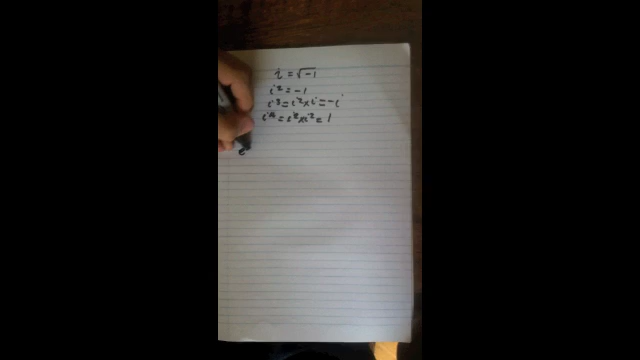 i = √-1
i² = -1
i³ = i² × i = -i
i⁴ = i² × i² = 1